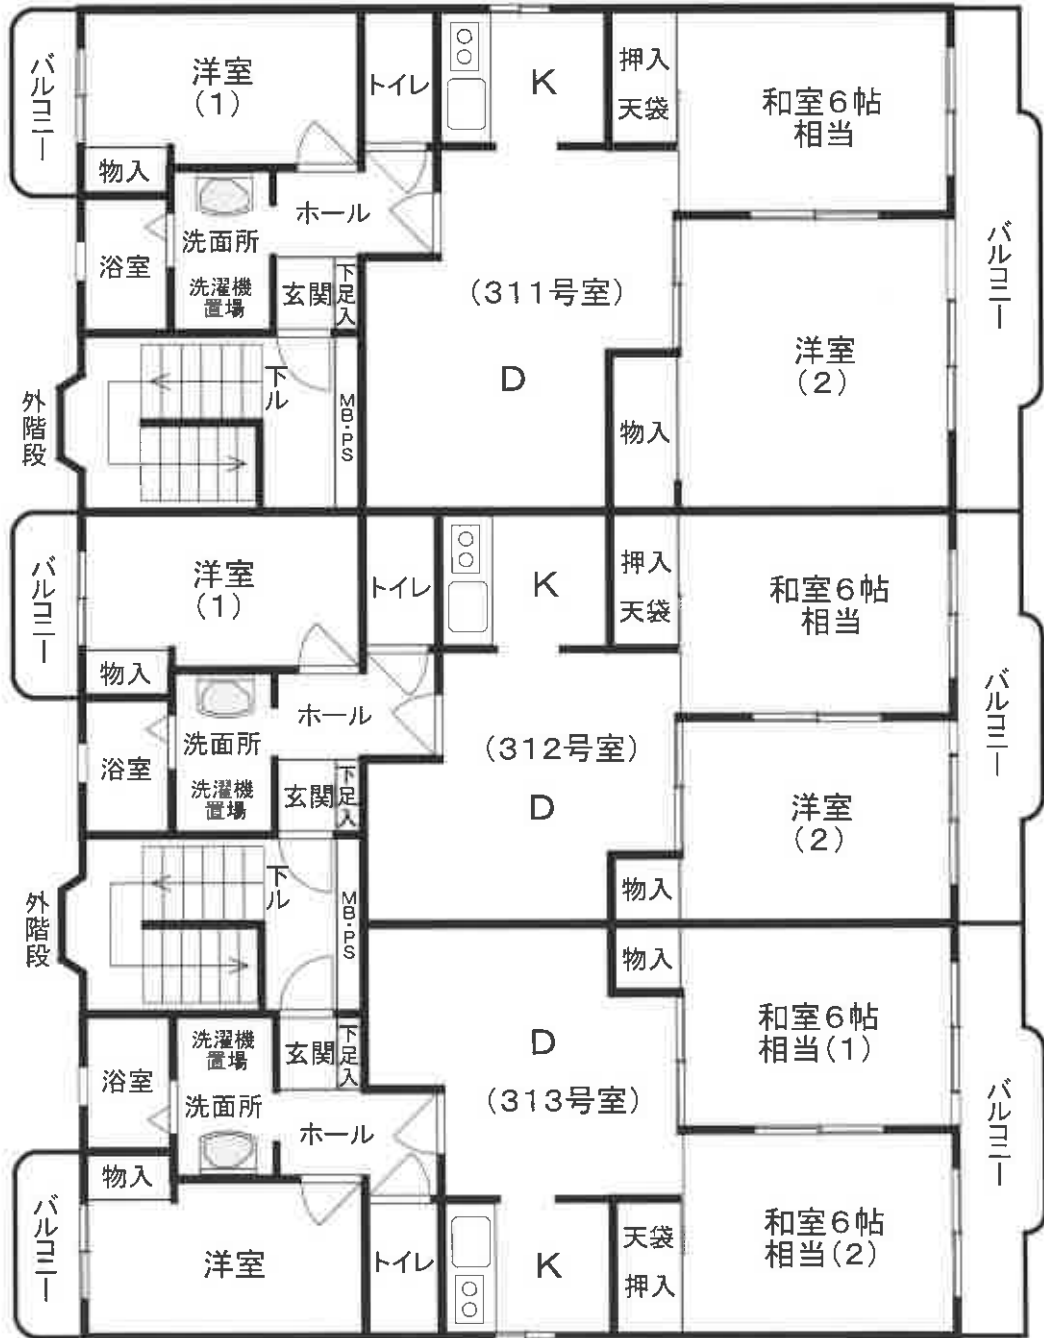 バルコニー
洋室
(1)
トイレ
K
押入
天袋
和室6帖
相当
物入
ホール
洗面所
浴室
洗濯機
置場
玄関
下足入
(311号室)
バルコニー
洋室
(2)
D
下ル
MB・PS
外階段
物入
バルコニー
洋室
(1)
トイレ
K
押入
天袋
和室6帖
相当
物入
ホール
洗面所
浴室
洗濯機
置場
玄関
下足入
(312号室)
D
バルコニー
洋室
(2)
物入
下ル
MB・PS
外階段
物入
和室6帖
相当(1)
D
(313号室)
洗濯機
置場
玄関
下足入
浴室
洗面所
ホール
バルコニー
物入
バルコニー
洋室
トイレ
K
天袋
押入
和室6帖
相当(2)